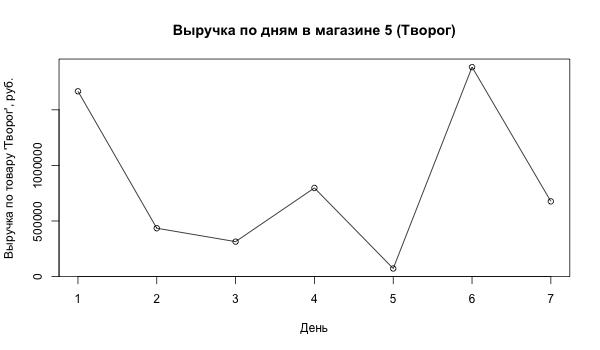 Выручка по дням в магазине 5 (Творог)
Выручка по товару 'Творог', руб.
1000000
500000
0
1 2 3 4 5 6 7
День